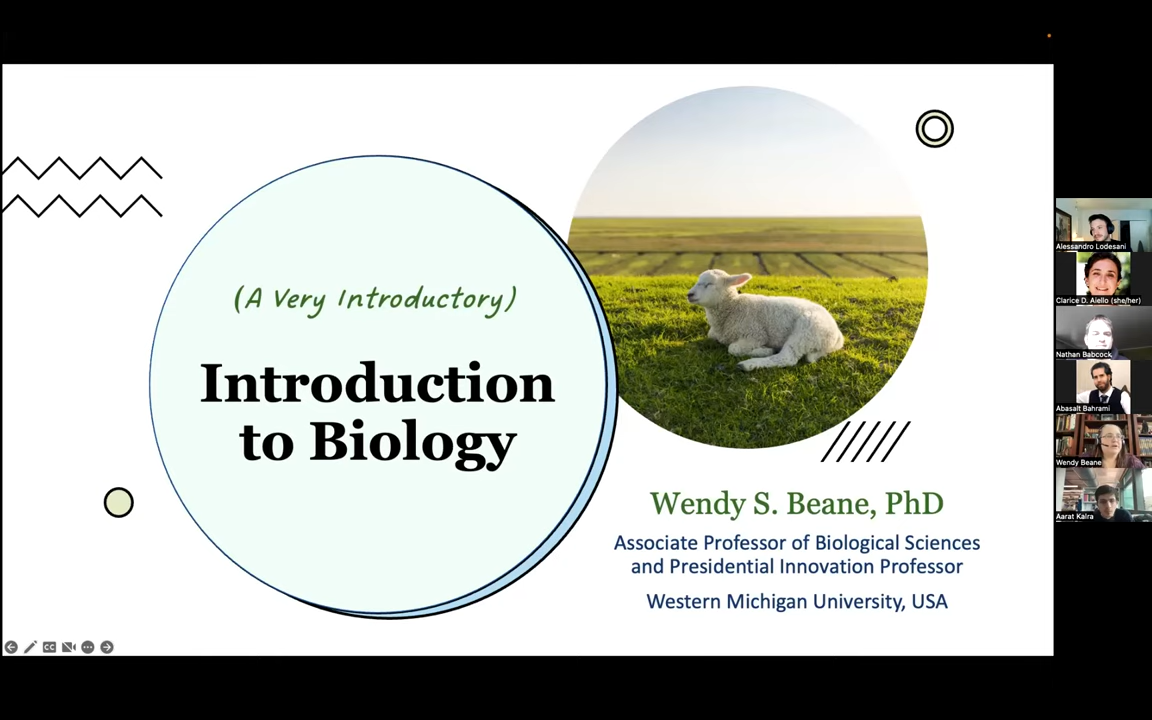 (A Very Introductory)
Introduction
to Biology
Wendy S. Beane, PhD
Associate Professor of Biological Sciences
and Presidential Innovation Professor
Western Michigan University, USA
CC
Alessandro Lodesani
Clarice D. Aiello (she/her)
Nathan Babcock
Abasalt Bahrami
Wendy Beane
Aarat Kalra